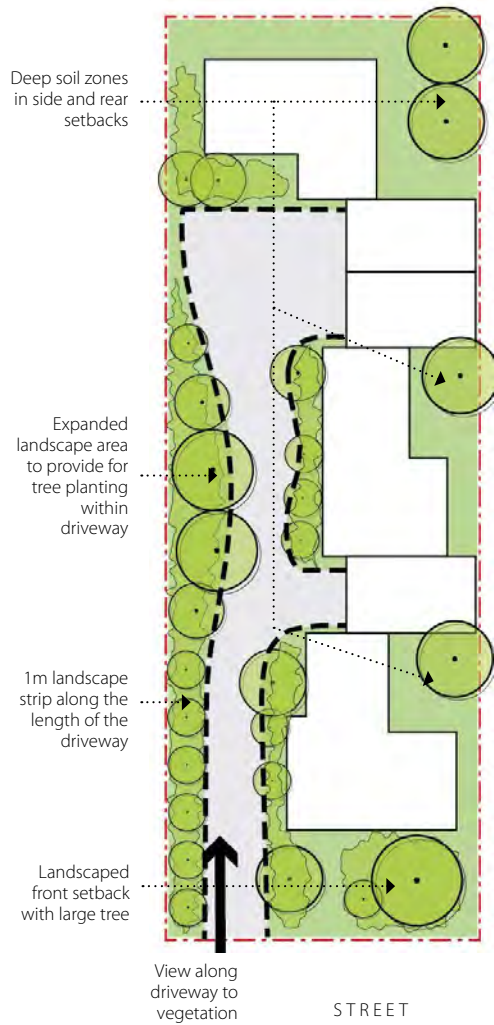 Deep soil zones
in side and rear
setbacks
Expanded
landscape area
to provide for
tree planting
within
driveway
1m landscape
strip along the
length of the
driveway
Landscaped
front setback
with large tree
View along
driveway to
vegetation
STREET